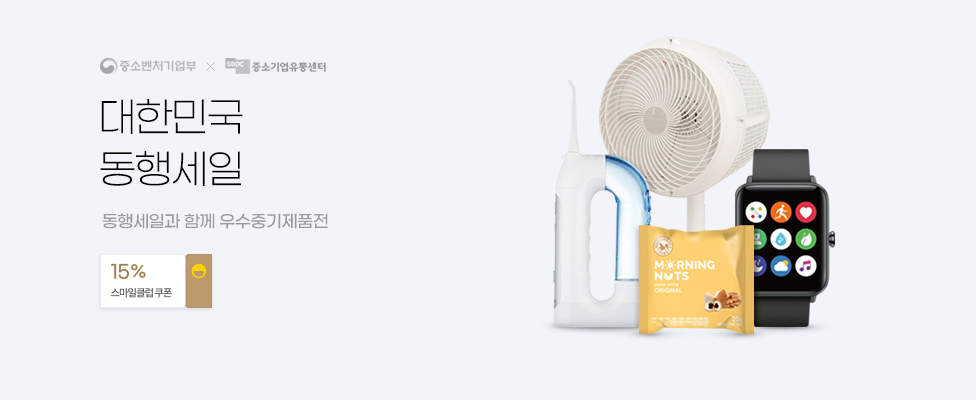 중소벤처기업부 × SBDC 중소기업유통센터
대한민국
동행세일
동행세일과 함께 우수중기제품전
15%
스마일클럽 쿠폰
MORNING
NUTS
ORIGINAL
20g